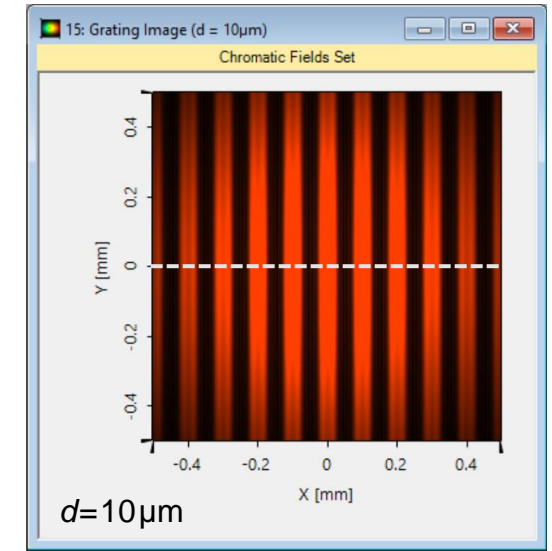 15: Grating Image (d = 10μm)
Chromatic Fields Set
Y [mm]
0.4
0.2
0
-0.2
-0.4
-0.4 -0.2 0 0.2 0.4
X [mm]
d=10μm